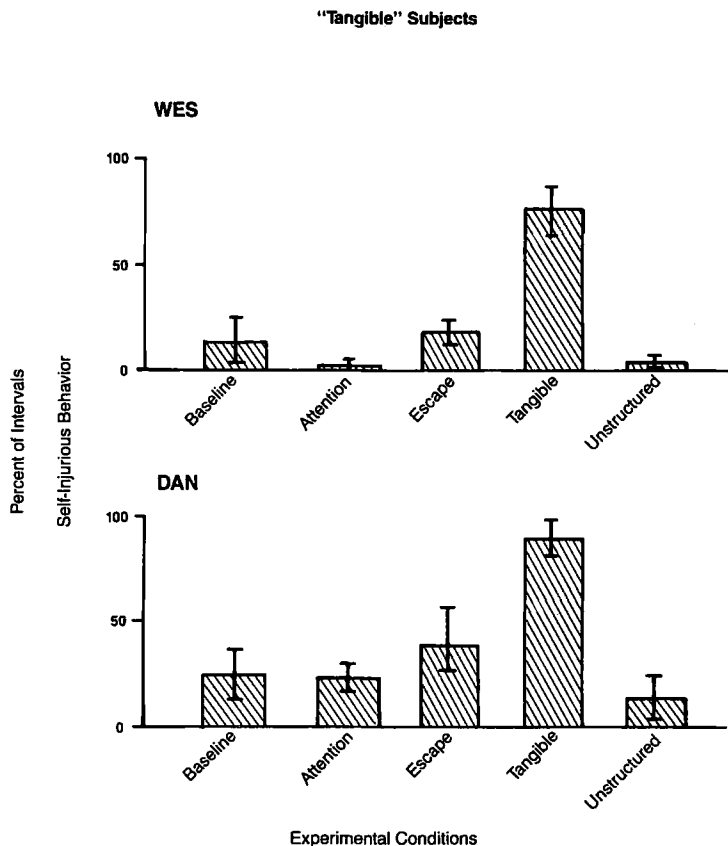 "Tangible" Subjects
WES
Percent of Intervals
Self-Injurious Behavior
100
50
0
Baseline
Attention
Escape
Tangible
Unstructured
DAN
100
50
0
Baseline
Attention
Escape
Tangible
Unstructured
Experimental Conditions